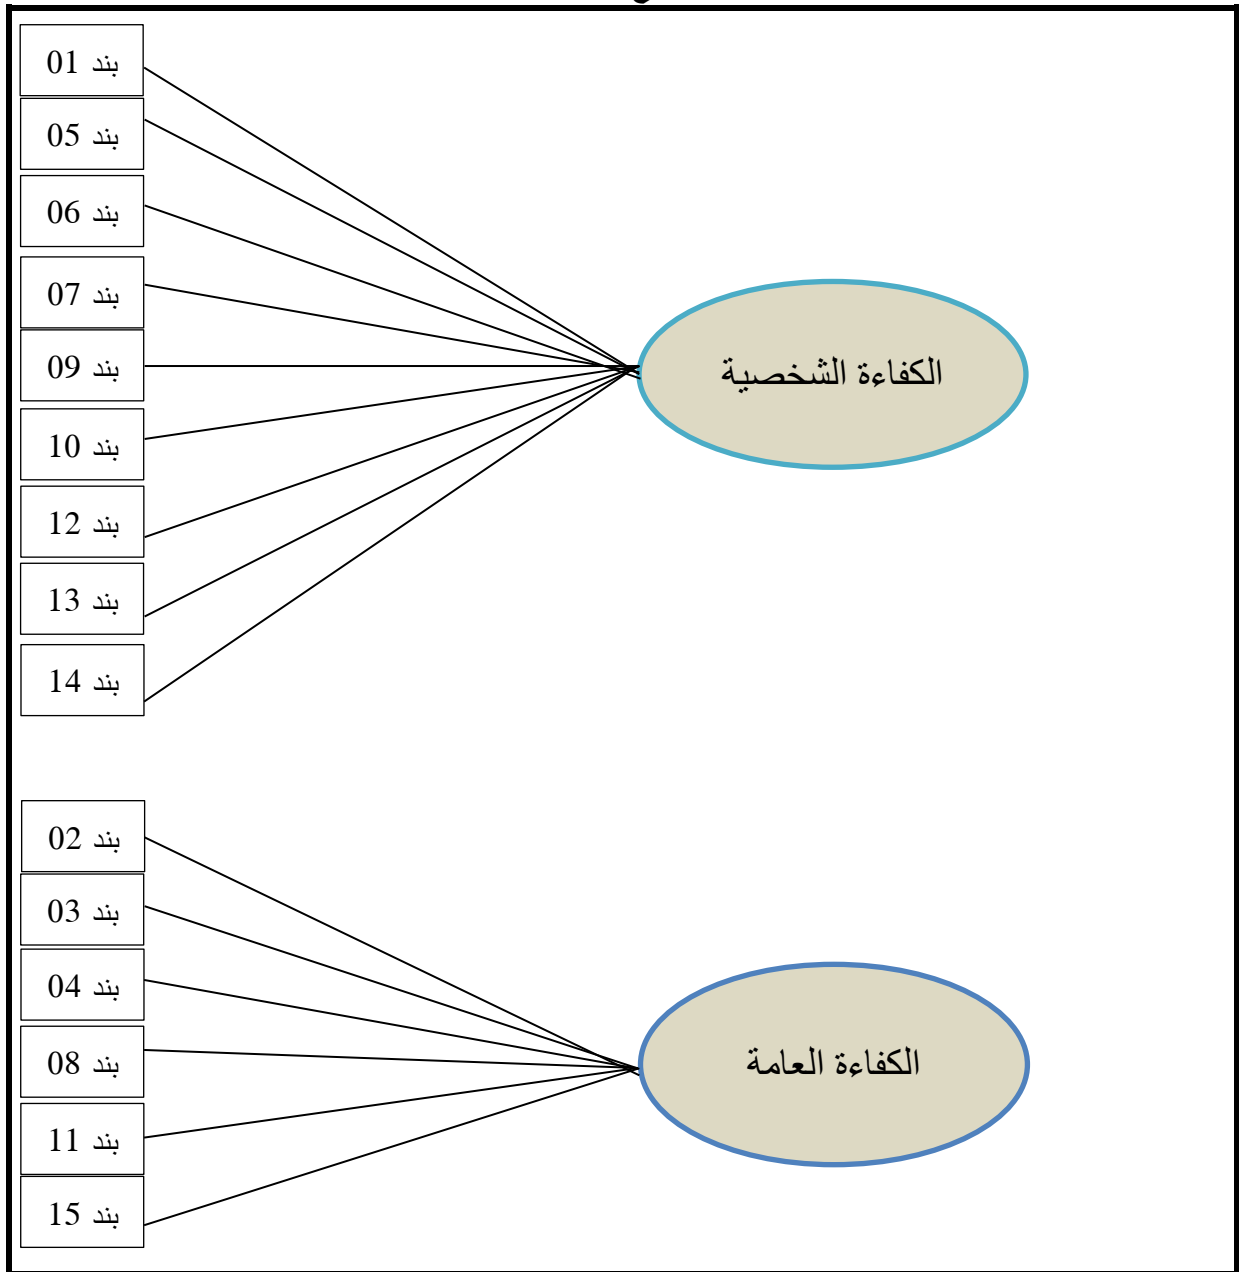 بند 01
بند 05
بند 06
بند 07
بند 09
بند 10
بند 12
بند 13
بند 14
الكفاءة الشخصية
بند 02
بند 03
بند 04
بند 08
بند 11
بند 15
الكفاءة العامة